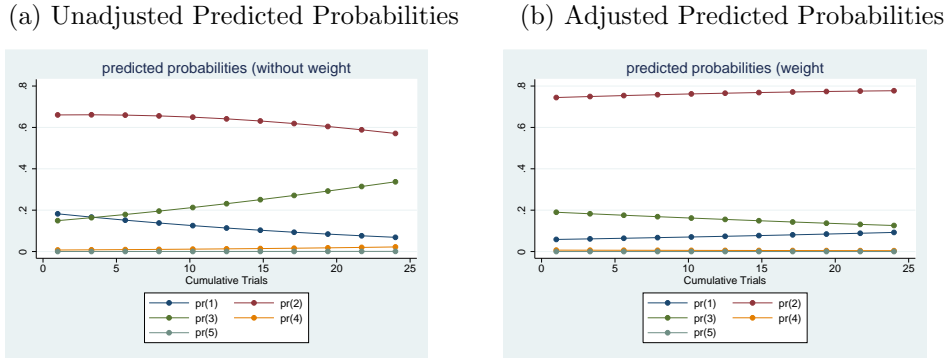 (a) Unadjusted Predicted Probabilities
predicted probabilities (without weight
.8
.6
.4
.2
0
0 5 10 15 20 25
Cumulative Trials
pr(1) pr(2)
pr(3) pr(4)
pr(5)
(b) Adjusted Predicted Probabilities
predicted probabilities (weight
.8
.6
.4
.2
0
0 5 10 15 20 25
Cumulative Trials
pr(1) pr(2)
pr(3) pr(4)
pr(5)